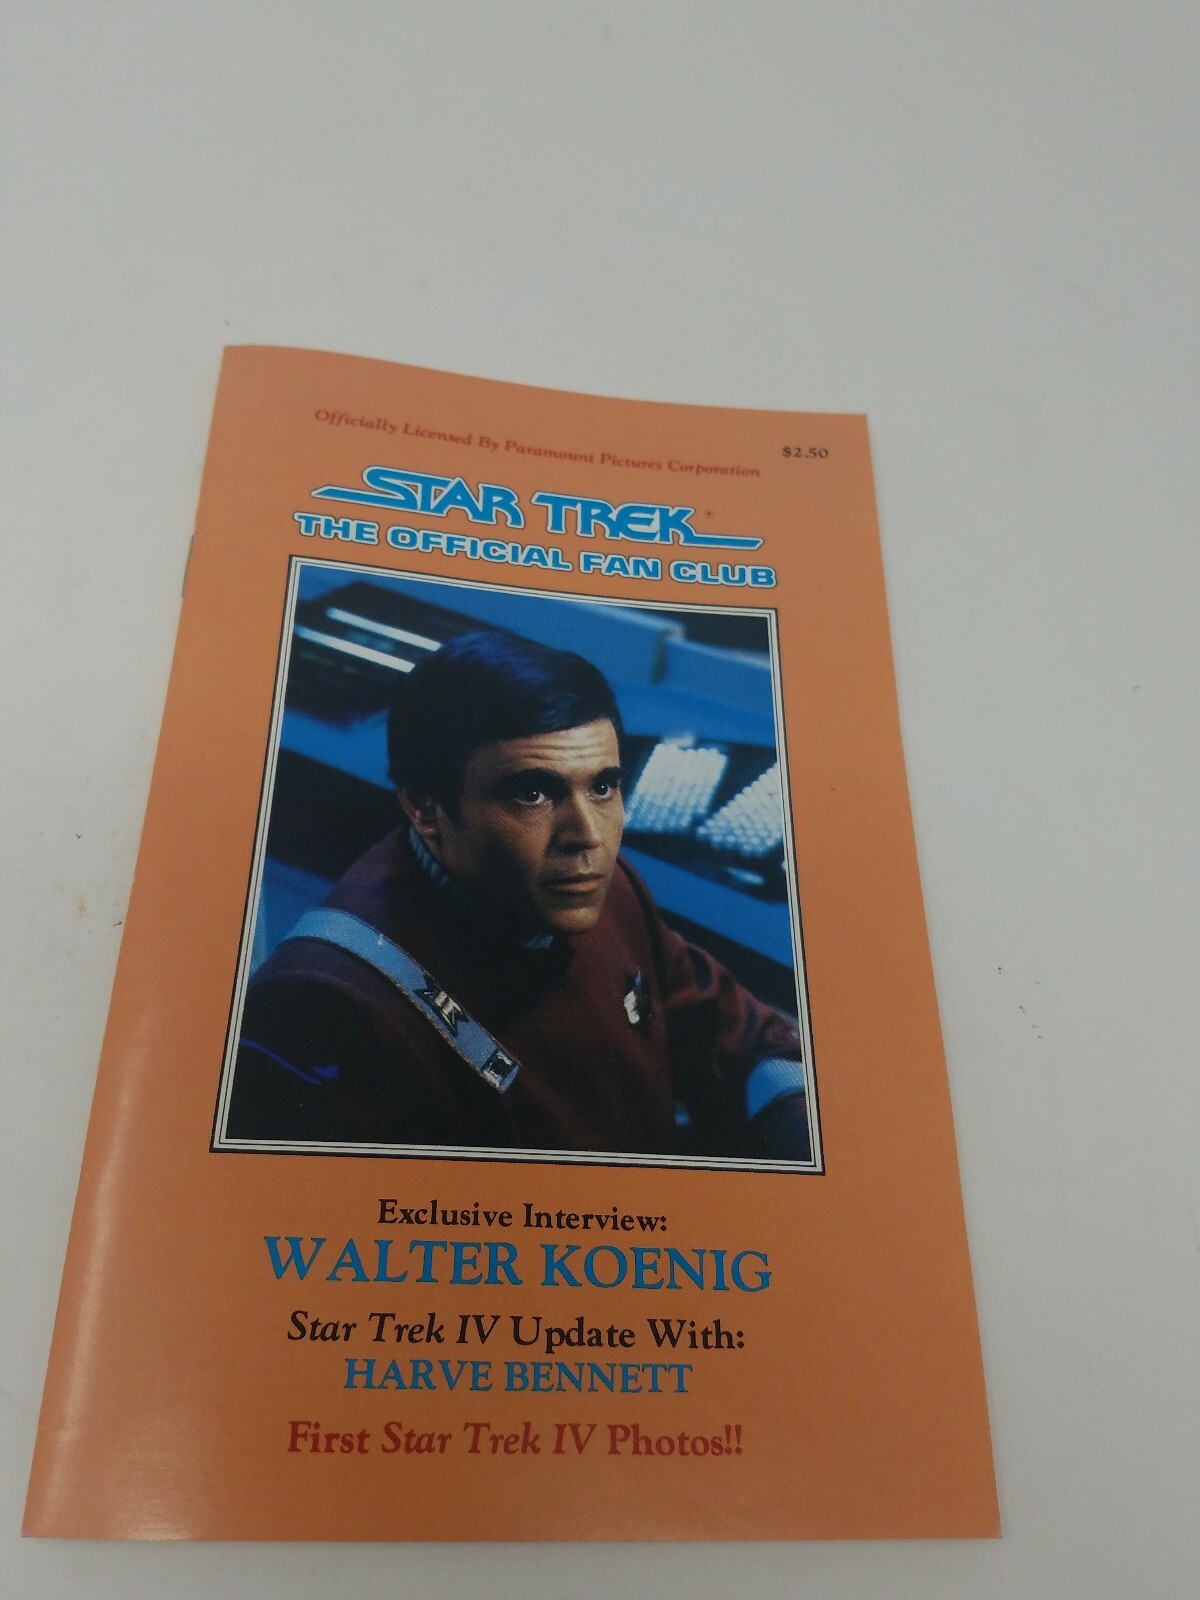 Officially Licensed By Paramount Pictures Corporation
$2.50
STAR TREK
THE OFFICIAL FAN CLUB
Exclusive Interview:
WALTER KOENIG
Star Trek IV Update With:
HARVE BENNETT
First Star Trek IV Photos!!